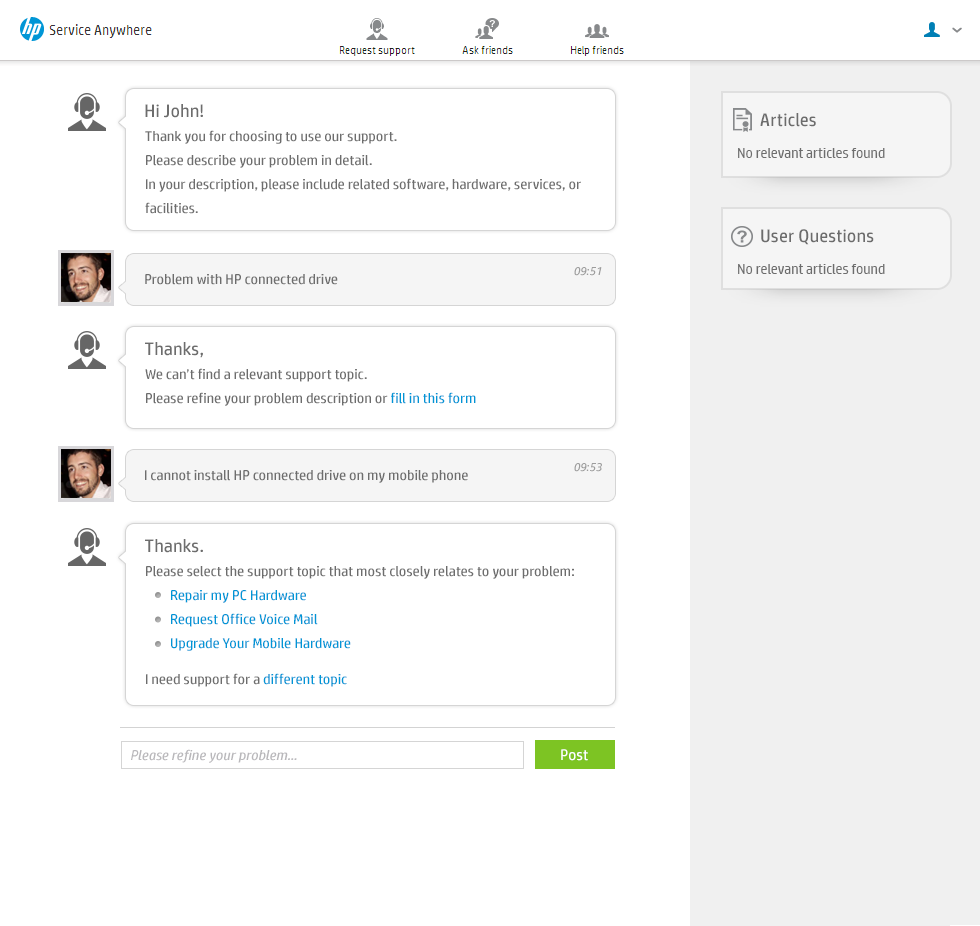 hp Service Anywhere
Request support
Ask friends
Help friends
Hi John!
Thank you for choosing to use our support.
Please describe your problem in detail.
In your description, please include related software, hardware, services, or
facilities.
Problem with HP connected drive
09:51
Thanks,
We can't find a relevant support topic.
Please refine your problem description or fill in this form
I cannot install HP connected drive on my mobile phone
09:53
Thanks.
Please select the support topic that most closely relates to your problem:
Repair my PC Hardware
Request Office Voice Mail
Upgrade Your Mobile Hardware
I need support for a different topic
Please refine your problem...
Post
Articles
No relevant articles found
User Questions
No relevant articles found